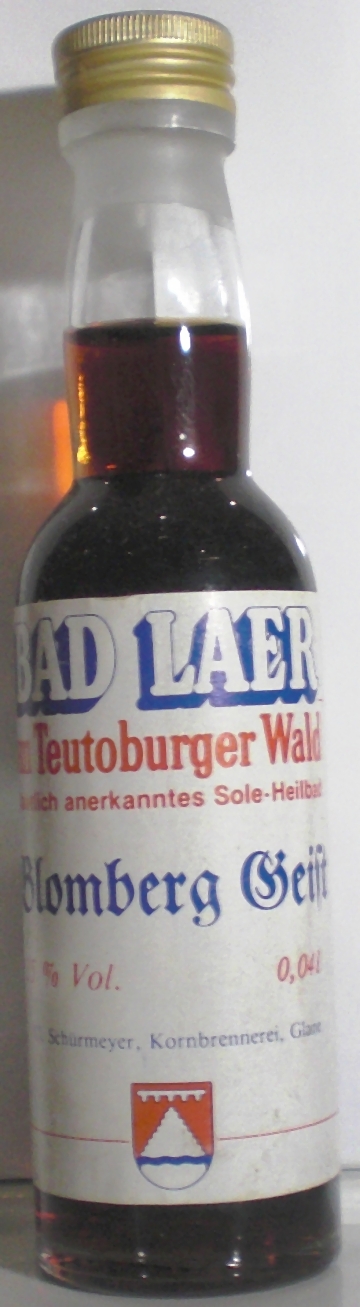 BAD LAER
Teutoburger Wald
anerkanntes Sole-Heilbad
Blomberg Geist
% Vol. 0,04 l
Schürmeyer, Kornbrennerei, Glane